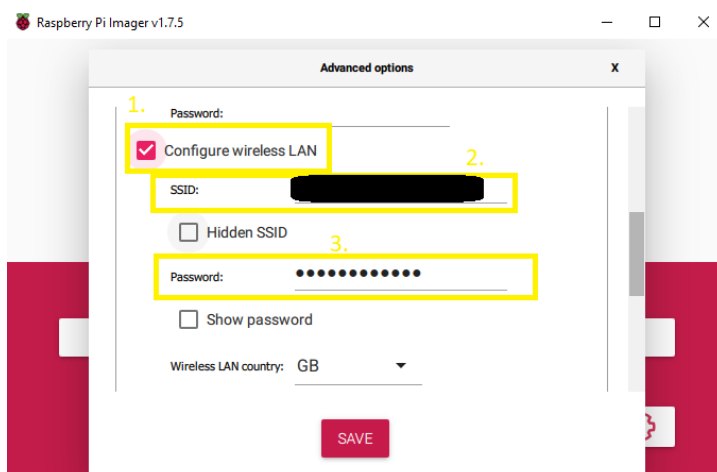 Raspberry Pi Imager v1.7.5
Advanced options X
1.
Password:
Configure wireless LAN
2.
SSID:
Hidden SSID
3.
Password: ●●●●●●●●●●●●
Show password
Wireless LAN country: GB
SAVE